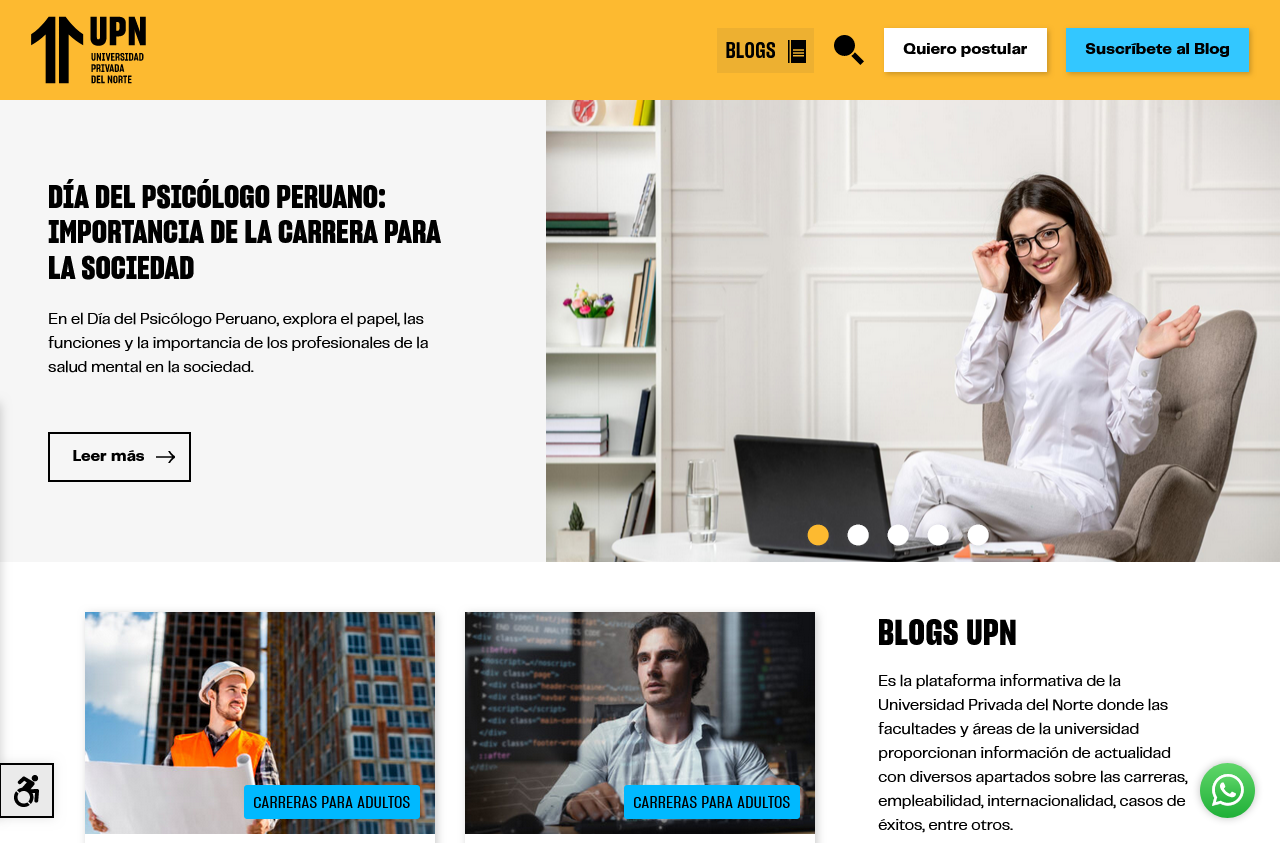 UPN
UNIVERSIDAD
PRIVADA
DEL NORTE
BLOGS
Quiero postular
Suscríbete al Blog
DÍA DEL PSICÓLOGO PERUANO:
IMPORTANCIA DE LA CARRERA PARA
LA SOCIEDAD
En el Día del Psicólogo Peruano, explora el papel, las
funciones y la importancia de los profesionales de la
salud mental en la sociedad.
Leer más
CARRERAS PARA ADULTOS
CARRERAS PARA ADULTOS
BLOGS UPN
Es la plataforma informativa de la
Universidad Privada del Norte donde las
facultades y áreas de la universidad
proporcionan información de actualidad
con diversos apartados sobre las carreras,
empleabilidad, internacionalidad, casos de
éxitos, entre otros.